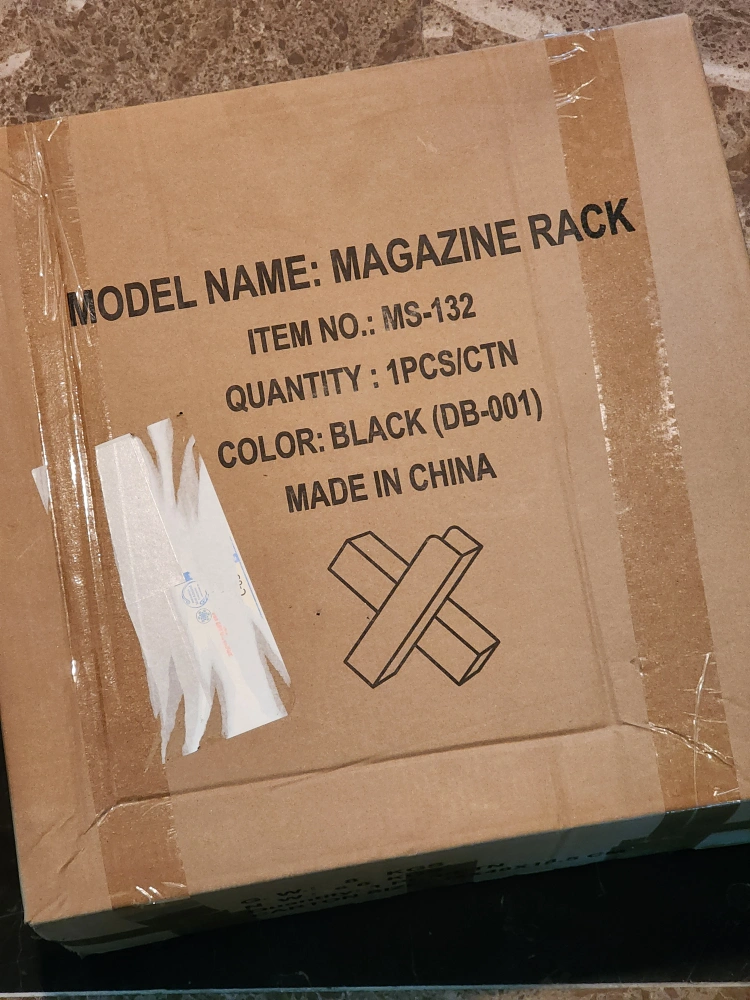 MODEL NAME: MAGAZINE RACK
ITEM NO.: MS-132
QUANTITY : 1PCS/CTN
COLOR: BLACK (DB-001)
MADE IN CHINA